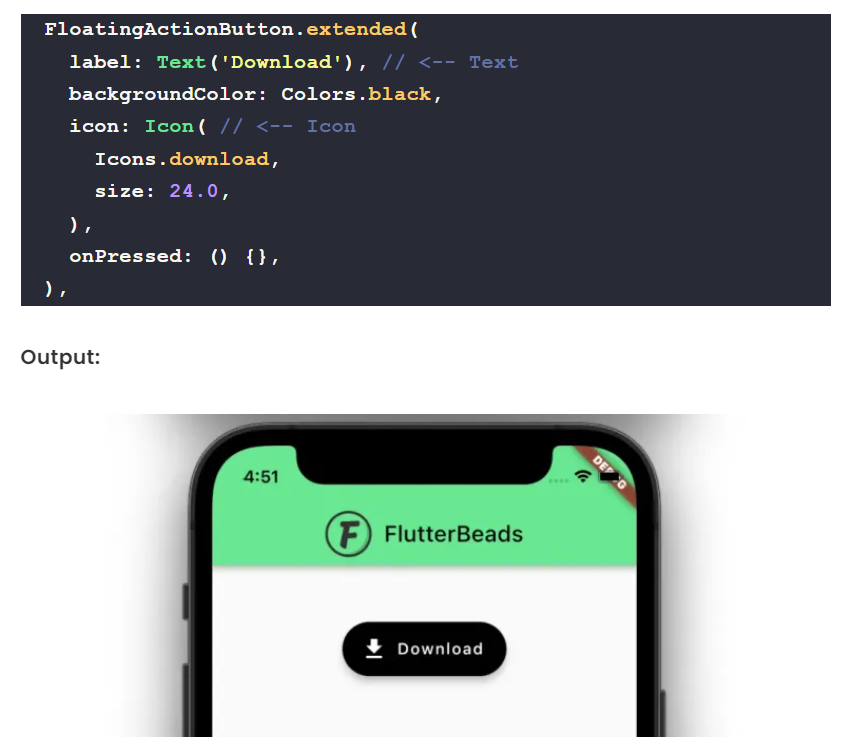 FloatingActionButton.extended(
label: Text('Download'), // <-- Text
backgroundColor: Colors.black,
icon: Icon( // <-- Icon
Icons.download,
size: 24.0,
),
onPressed: () {},
),
Output:
4:51
DEBUG
F FlutterBeads
Download